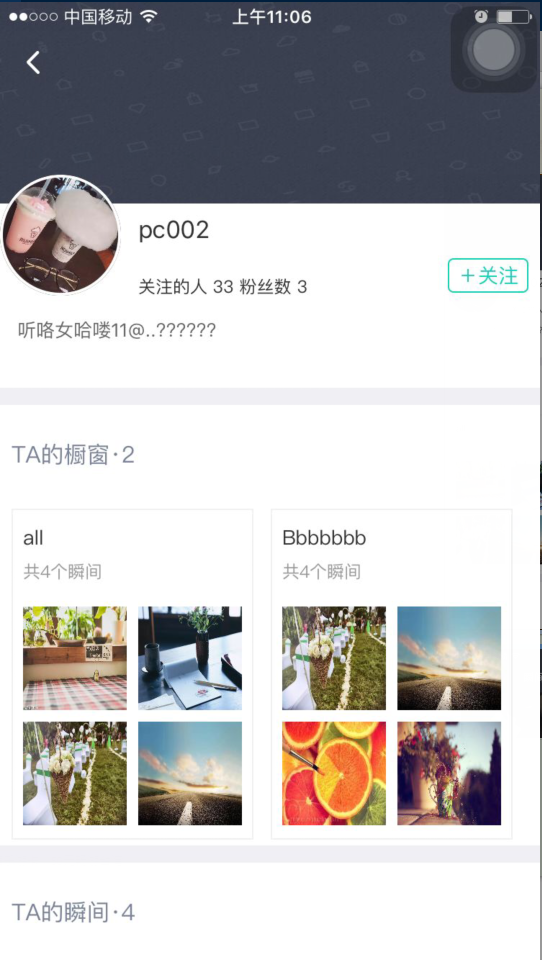 中国移动 上午11:06
pc002
关注的人 33 粉丝数 3
+关注
听咯女哈喽11@..??????
TA的橱窗·2
all
共4个瞬间
Bbbbbbb
共4个瞬间
TA的瞬间·4